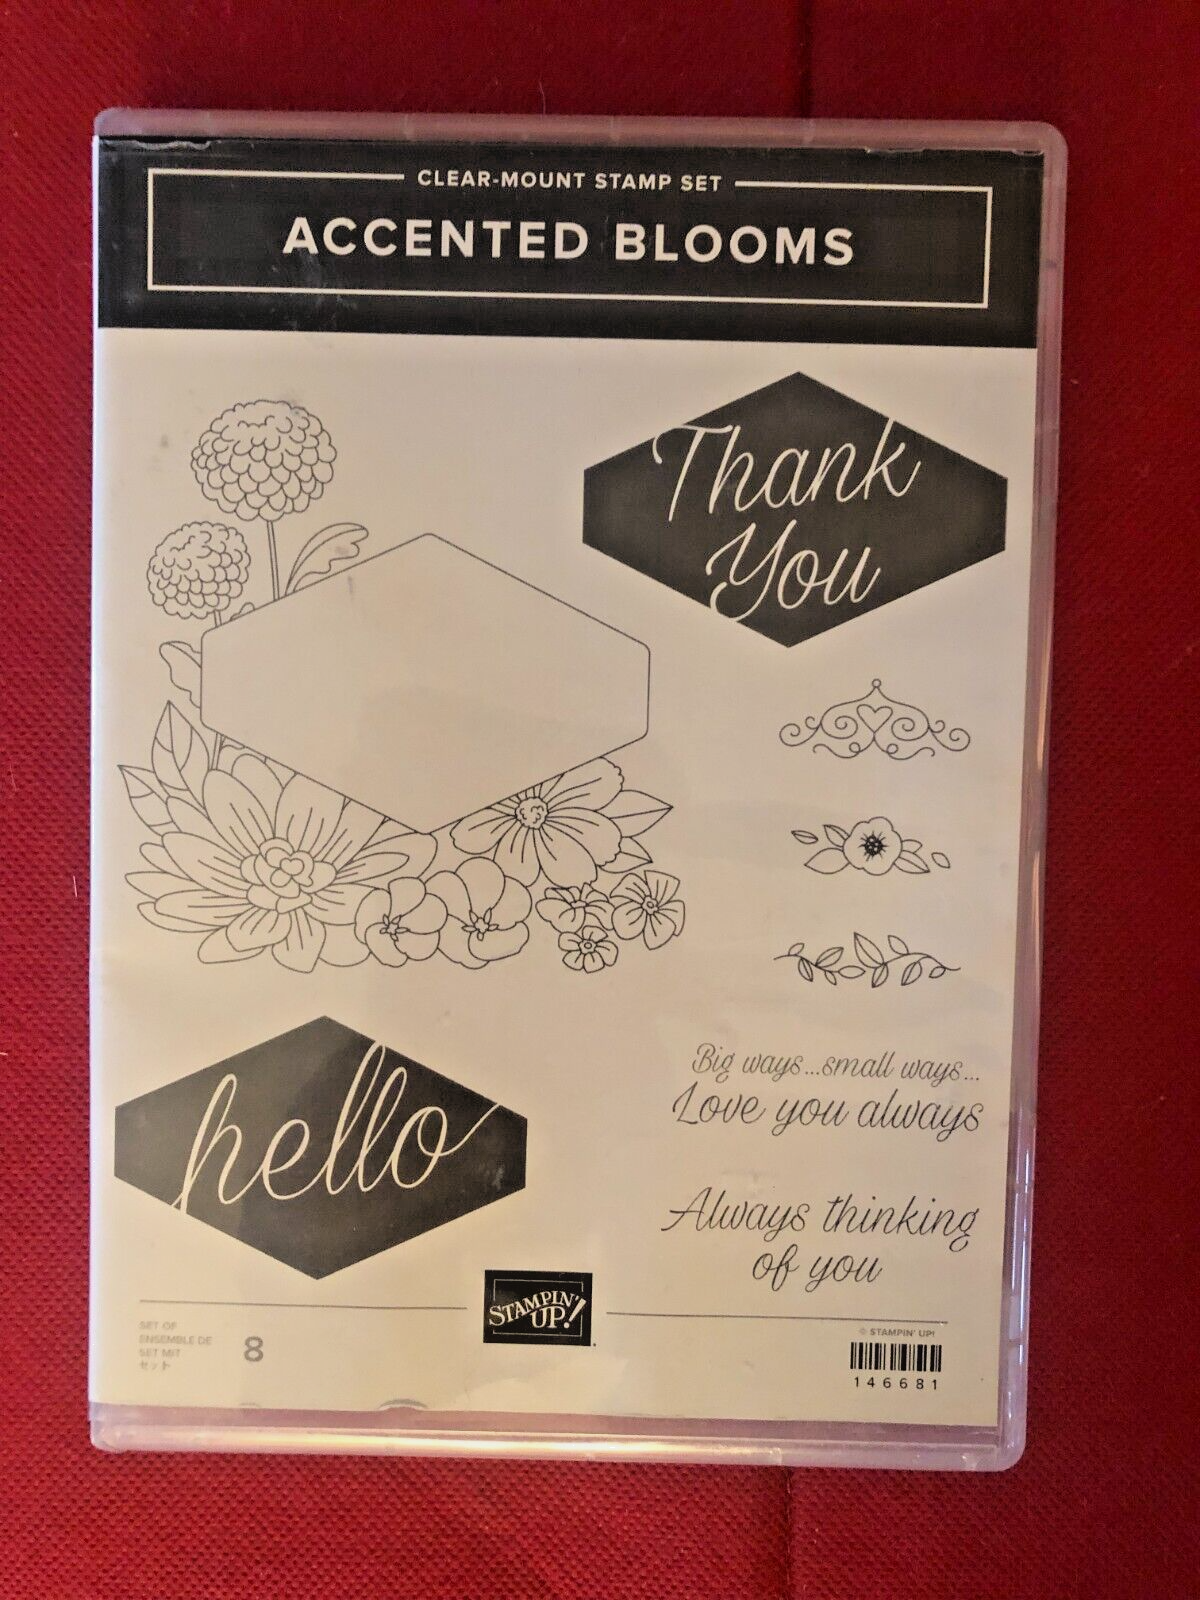 CLEAR-MOUNT STAMP SET
ACCENTED BLOOMS
Thank
You
hello
Big ways...small ways...
Love you always
Always thinking
of you
STAMPIN'
UP!
SET OF
ENSEMBLE DE
SET MIT
セット
8
© STAMPIN' UP!
146681